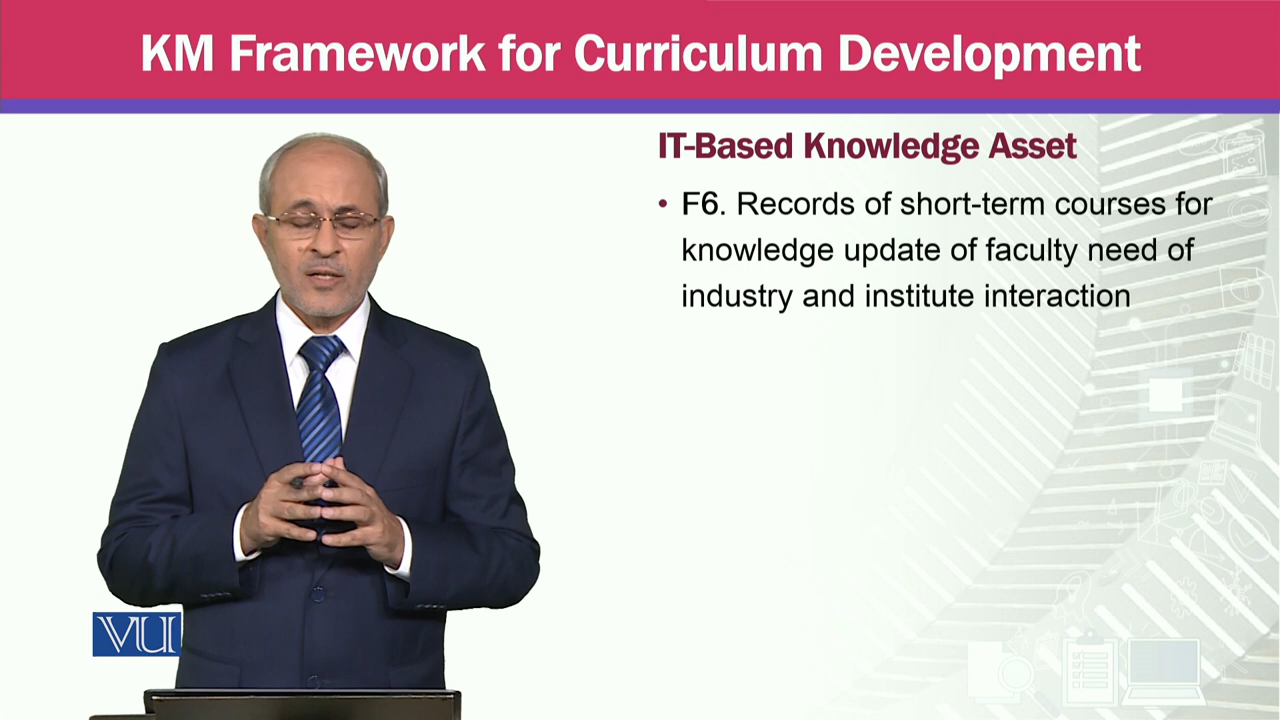 KM Framework for Curriculum Development
IT-Based Knowledge Asset
• F6. Records of short-term courses for
knowledge update of faculty need of
industry and institute interaction
VU